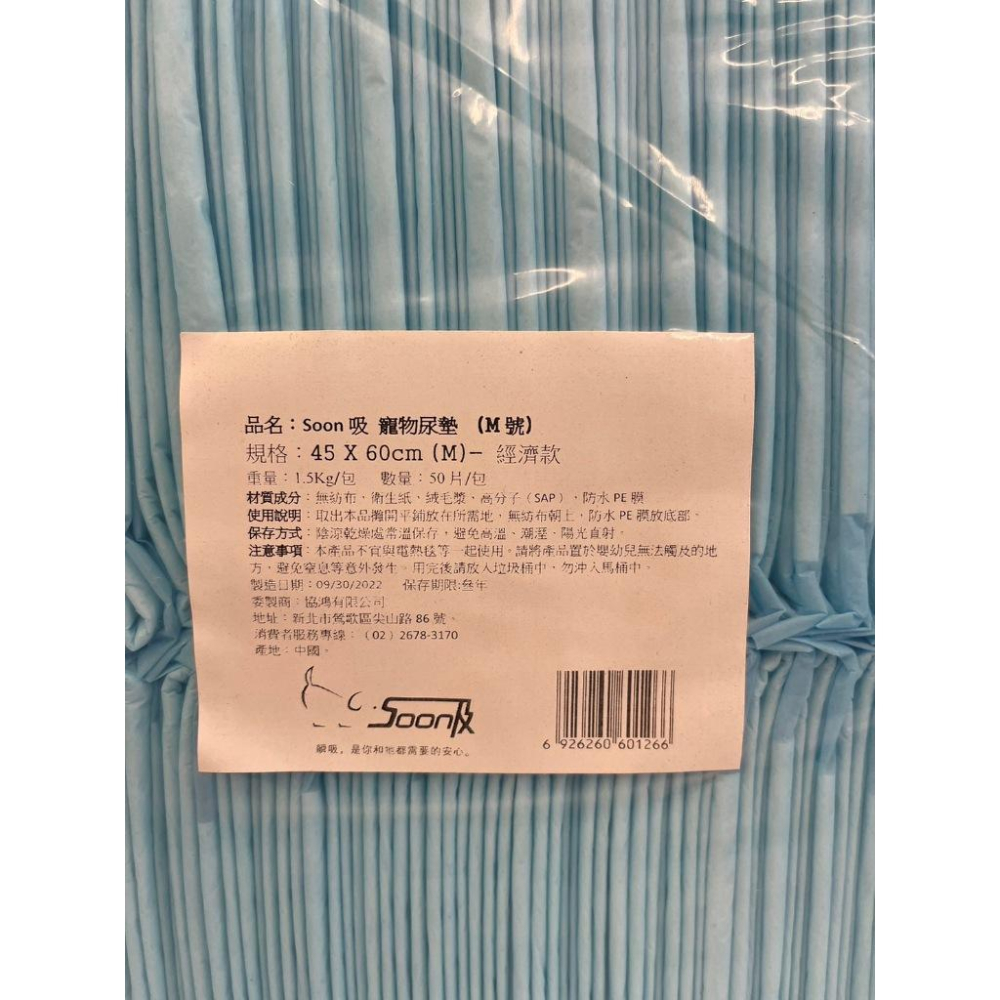 品名：Soon 吸 寵物尿墊 （M 號）
規格：45 X 60cm (M)– 經濟款
重量：1.5Kg/包 數量：50 片/包
材質成分：無紡布、衛生紙、絨毛漿、高分子（SAP）、防水 PE 膜
使用說明：取出本品攤開平鋪放在所需地，無紡布朝上，防水 PE 膜放底部。
保存方式：陰涼乾燥處常溫保存，避免高溫、潮溼、陽光直射。
注意事項：本產品不宜與電熱毯等一起使用。請將產品置於嬰幼兒無法觸及的地
方，避免窒息等意外發生。用完後請放入垃圾桶中，勿沖入馬桶中。
製造日期：09/30/2022 保存期限:叁年
委製商：協鴻有限公司
地址：新北市鶯歌區尖山路 86 號。
消費者服務專線：（02）2678-3170
產地：中國。
Soon吸
瞬吸，是你和牠都需要的安心。
6 926260 601266